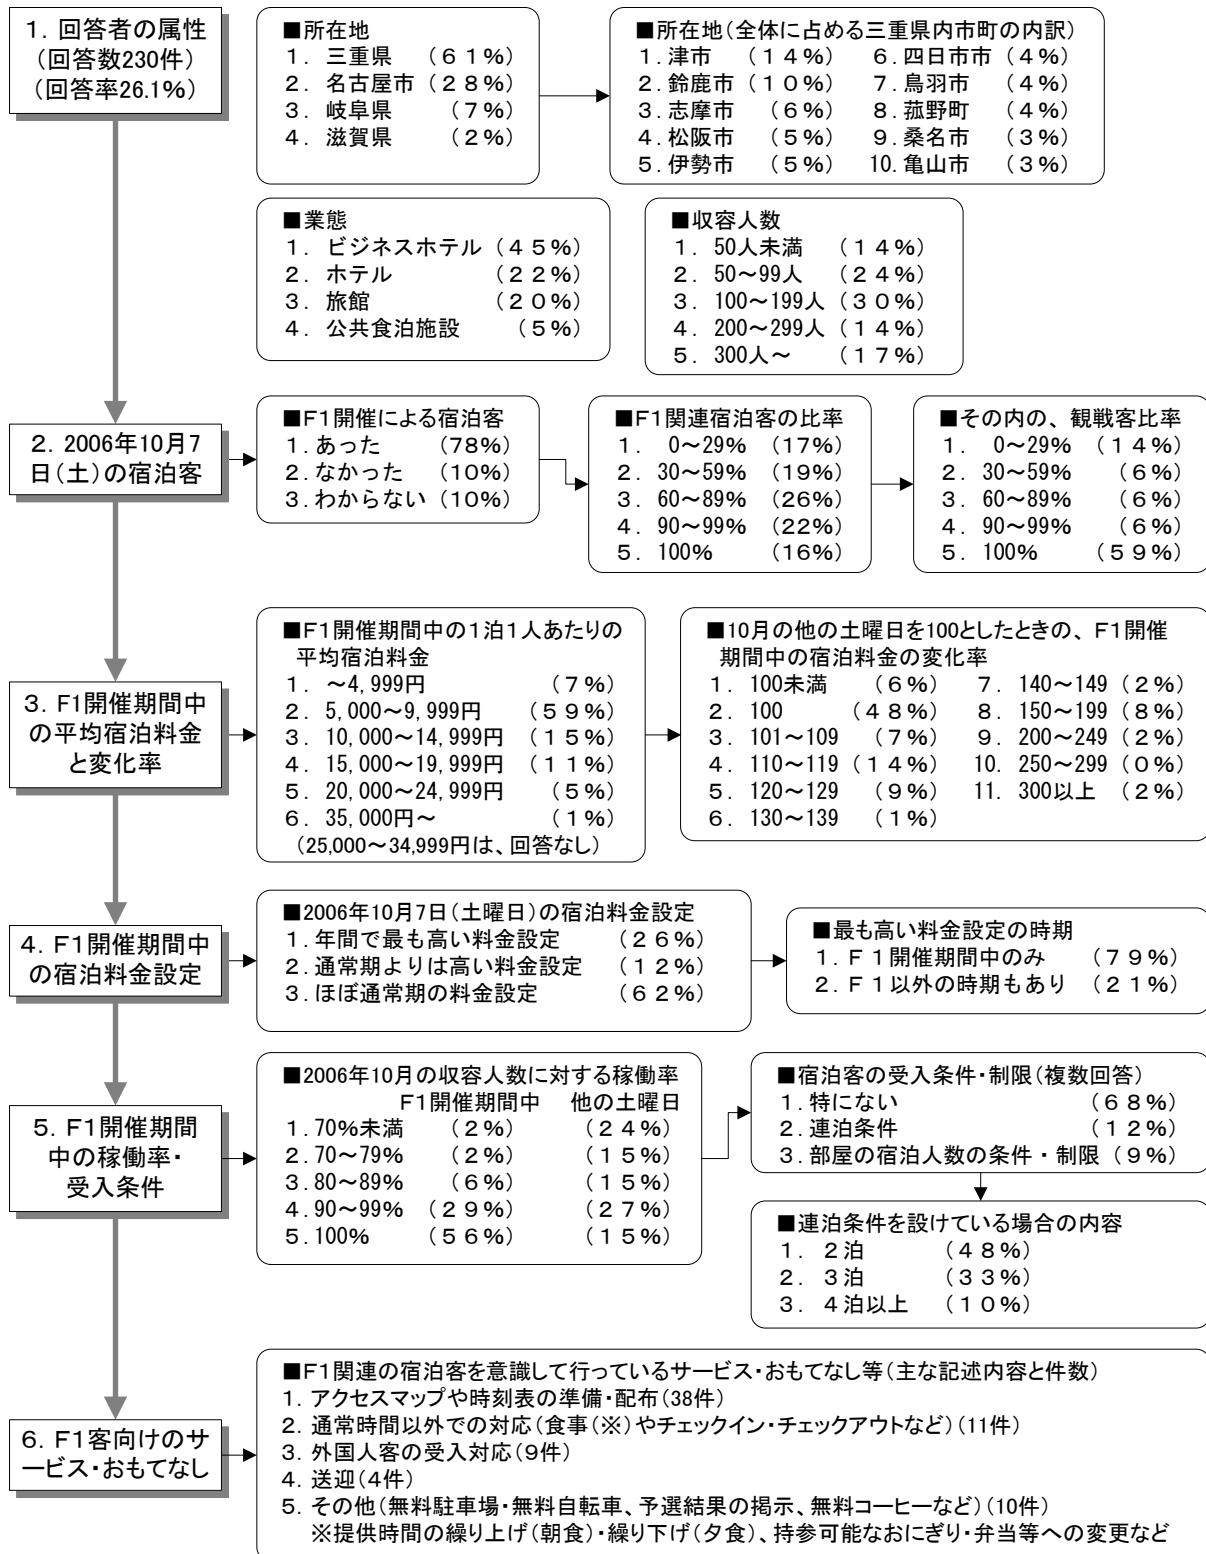 1．回答者の属性
（回答数230件）
（回答率26.1％）
■所在地
1．三重県　（６１％）
2．名古屋市（２８％）
3．岐阜県　　（７％）
4．滋賀県　　（２％）
■所在地（全体に占める三重県内市町の内訳）
1．津市　　（１４％）　6．四日市市（４％）
2．鈴鹿市（１０％）　7．鳥羽市　（４％）
3．志摩市　（６％）　8．菰野町　（４％）
4．松阪市　（５％）　9．桑名市　（３％）
5．伊勢市　（５％）　10．亀山市　（３％）
■業態
1．ビジネスホテル（４５％）
2．ホテル　　　　（２２％）
3．旅館　　　　　（２０％）
4．公共食泊施設　　（５％）
■収容人数
1．50人未満　（１４％）
2．50～99人　（２４％）
3．100～199人（３０％）
4．200～299人（１４％）
5．300人～　（１７％）
2．2006年10月7
日（土）の宿泊客
■Ｆ１開催による宿泊客
1．あった　　（78％）
2．なかった　（10％）
3．わからない（10％）
■Ｆ１関連宿泊客の比率
1．　0～29％　（17％）
2．30～59％　（19％）
3．60～89％　（26％）
4．90～99％　（22％）
5．100％　　（16％）
■その内の、観戦客比率
1．　0～29％　（１４％）
2．30～59％　　（６％）
3．60～89％　　（６％）
4．90～99％　　（６％）
5．100％　　（５９％）
3．Ｆ１開催期間中
の平均宿泊料金
と変化率
■Ｆ１開催期間中の１泊１人あたりの
平均宿泊料金
1．～4,999円　　　　（７％）
2．5,000～9,999円　（５９％）
3．10,000～14,999円（１５％）
4．15,000～19,999円（１１％）
5．20,000～24,999円　（５％）
6．35,000円～　　　　（１％）
（25,000～34,999円は、回答なし）
■10月の他の土曜日を100としたときの、Ｆ１開催
期間中の宿泊料金の変化率
1．100未満　（６％）　7．140～149（２％）
2．100　　（４８％）　8．150～199（８％）
3．101～109　（７％）　9．200～249（２％）
4．110～119（１４％）　10．250～299（０％）
5．120～129　（９％）　11．300以上　（２％）
6．130～139　（１％）
4．Ｆ１開催期間中
の宿泊料金設定
■2006年10月7日（土曜日）の宿泊料金設定
1．年間で最も高い料金設定　　（２６％）
2．通常期よりは高い料金設定　（１２％）
3．ほぼ通常期の料金設定　　　（６２％）
■最も高い料金設定の時期
1．Ｆ１開催期間中のみ　（７９％）
2．Ｆ１以外の時期もあり　（２１％）
5．Ｆ１開催期間
中の稼働率・
受入条件
■2006年10月の収容人数に対する稼働率
Ｆ１開催期間中　他の土曜日
1．70％未満　　（２％）　　（２４％）
2．70～79％　　（２％）　　（１５％）
3．80～89％　　（６％）　　（１５％）
4．90～99％　（２９％）　　（２７％）
5．100％　　（５６％）　　（１５％）
■宿泊客の受入条件・制限（複数回答）
1．特にない　　　　　　　　（６８％）
2．連泊条件　　　　　　　　（１２％）
3．部屋の宿泊人数の条件・制限（９％）
■連泊条件を設けている場合の内容
1．２泊　　　（４８％）
2．３泊　　　（３３％）
3．４泊以上　（１０％）
6．Ｆ１客向けのサ
ービス・おもてなし
■Ｆ１関連の宿泊客を意識して行っているサービス・おもてなし等（主な記述内容と件数）
1．アクセスマップや時刻表の準備・配布（38件）
2．通常時間以外での対応（食事（※）やチェックイン・チェックアウトなど）（11件）
3．外国人客の受入対応（９件）
4．送迎（４件）
5．その他（無料駐車場・無料自転車、予選結果の掲示、無料コーヒーなど）（10件）
※提供時間の繰り上げ（朝食）・繰り下げ（夕食）、持参可能なおにぎり・弁当等への変更など